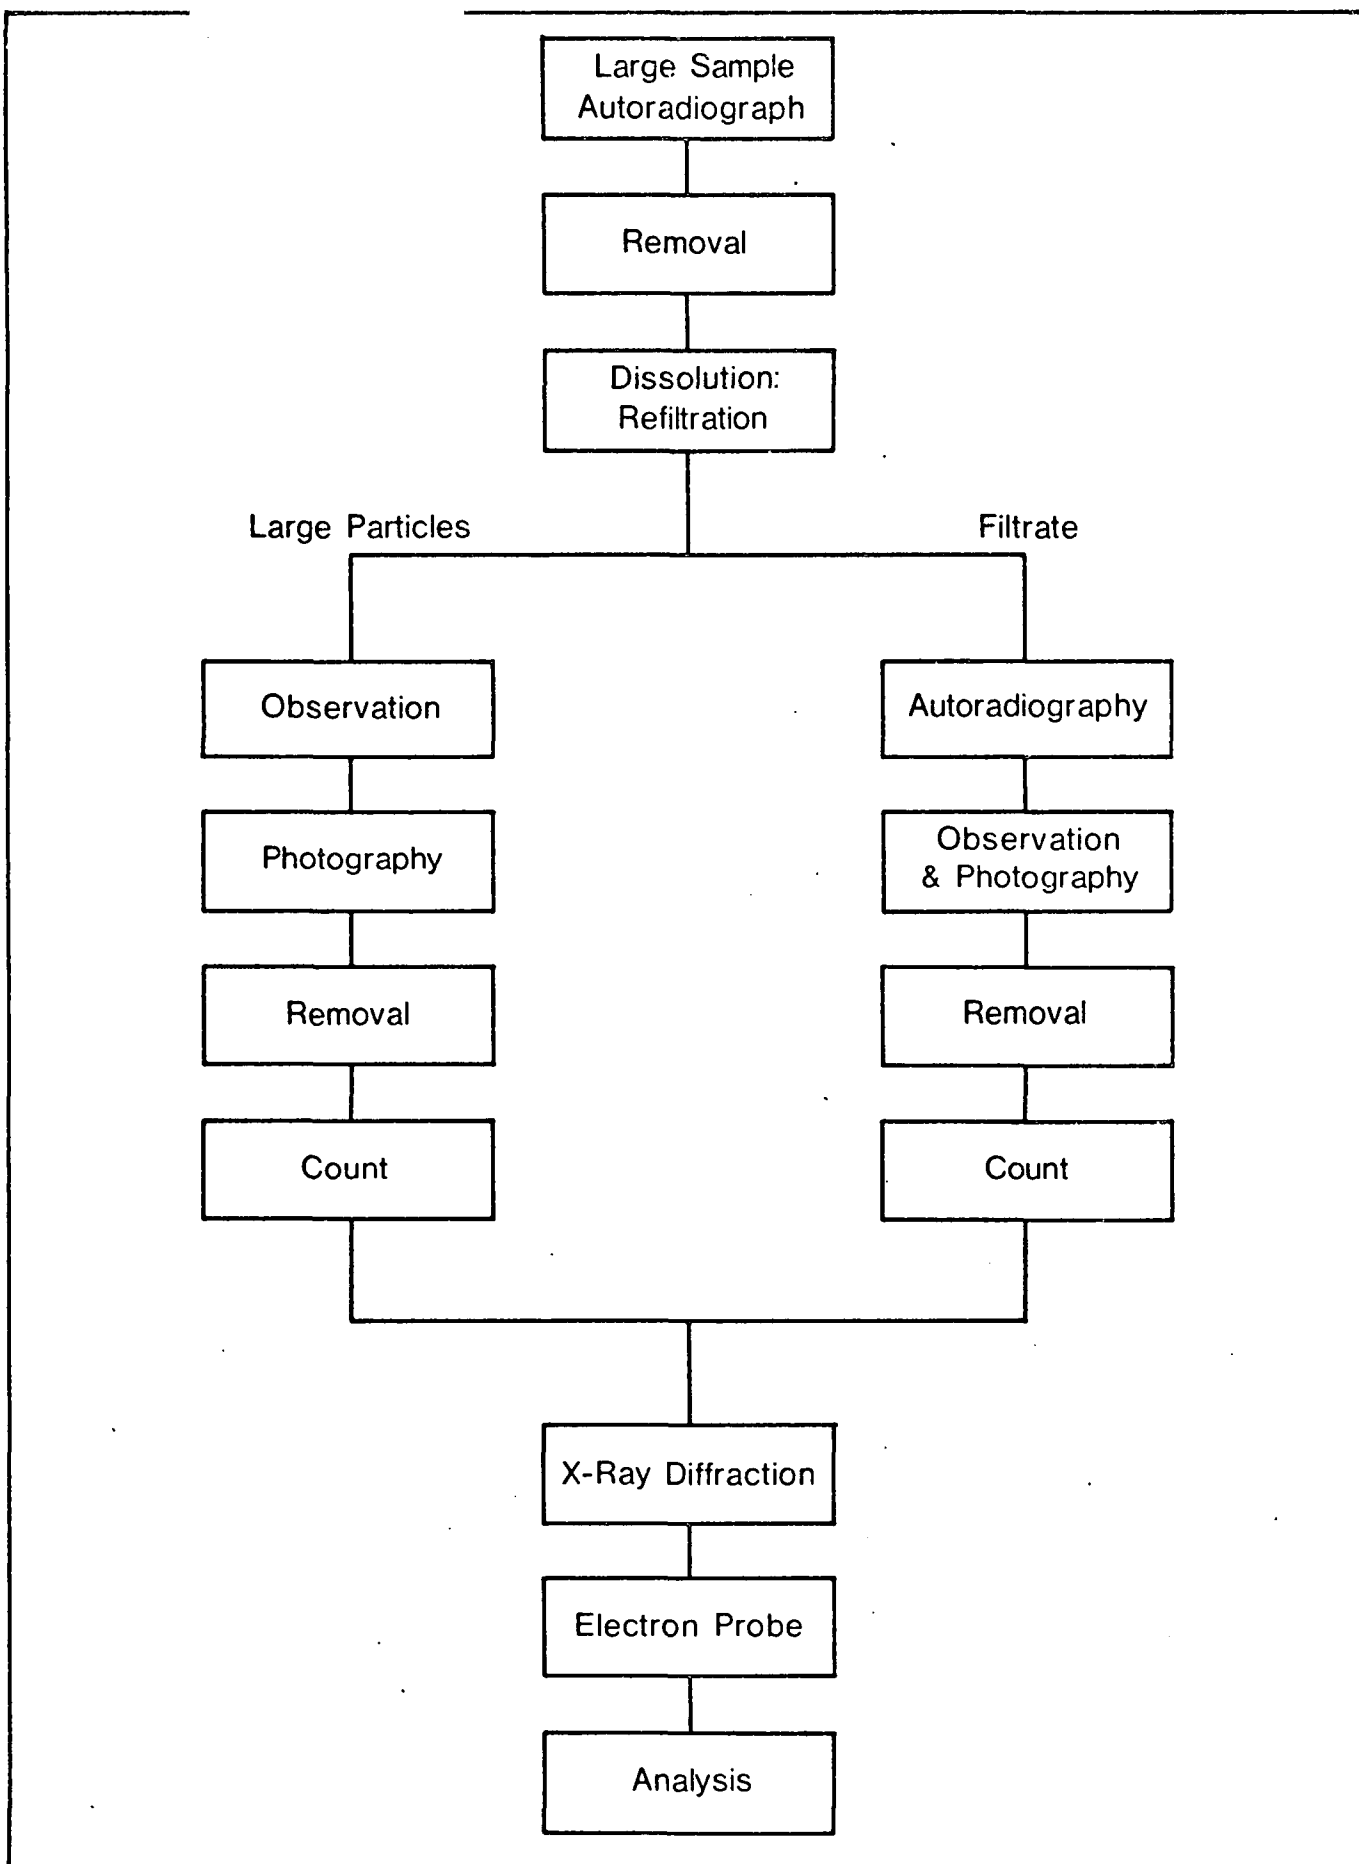 Large Sample
Autoradiograph
Removal
Dissolution:
Refiltration
Large Particles
Filtrate
Observation
Photography
Removal
Count
Autoradiography
Observation
& Photography
Removal
Count
X-Ray Diffraction
Electron Probe
Analysis